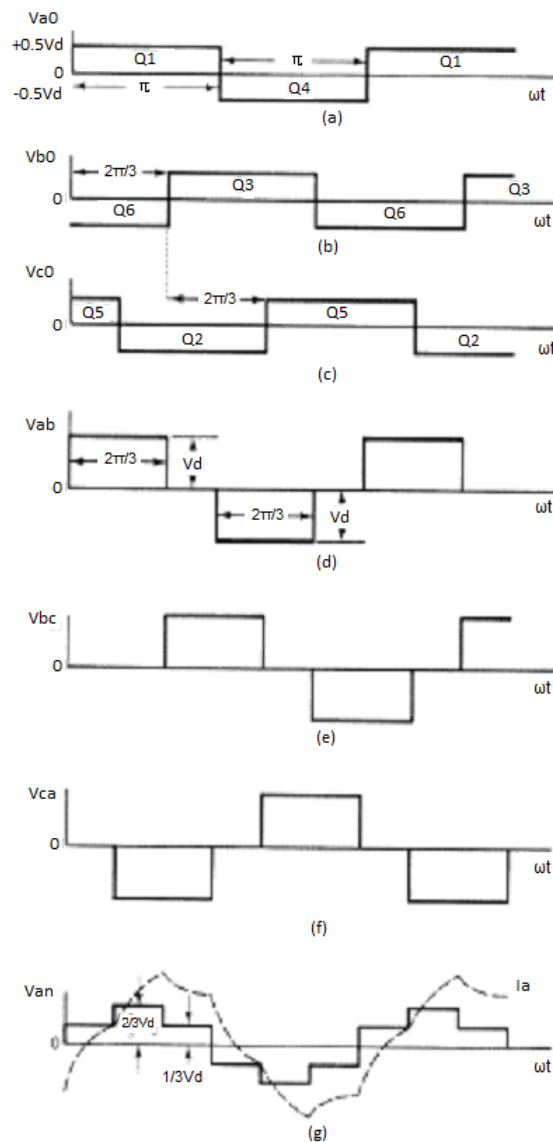 Va0
+0.5Vd
Q1
π
Q1
0
-0.5Vd
π
Q4
ωt
(a)
Vb0
2π/3
Q3
Q3
0
Q6
Q6
ωt
(b)
Vc0
2π/3
Q5
Q5
0
Q2
Q2
ωt
(c)
Vab
2π/3
Vd
0
2π/3
Vd
ωt
(d)
Vbc
0
ωt
(e)
Vca
0
ωt
(f)
Van
Ia
2/3Vd
0
ωt
1/3Vd
(g)